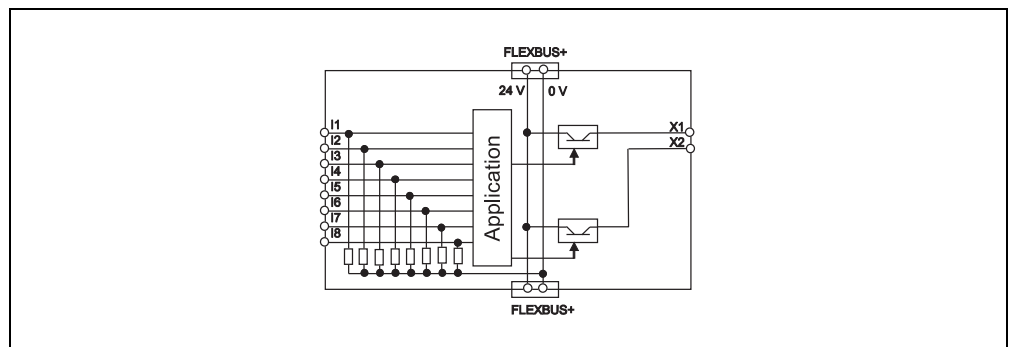 FLEXBUS+
24 V 0 V
I1
I2
I3
I4
I5
I6
I7
I8
Application
X1
X2
FLEXBUS+